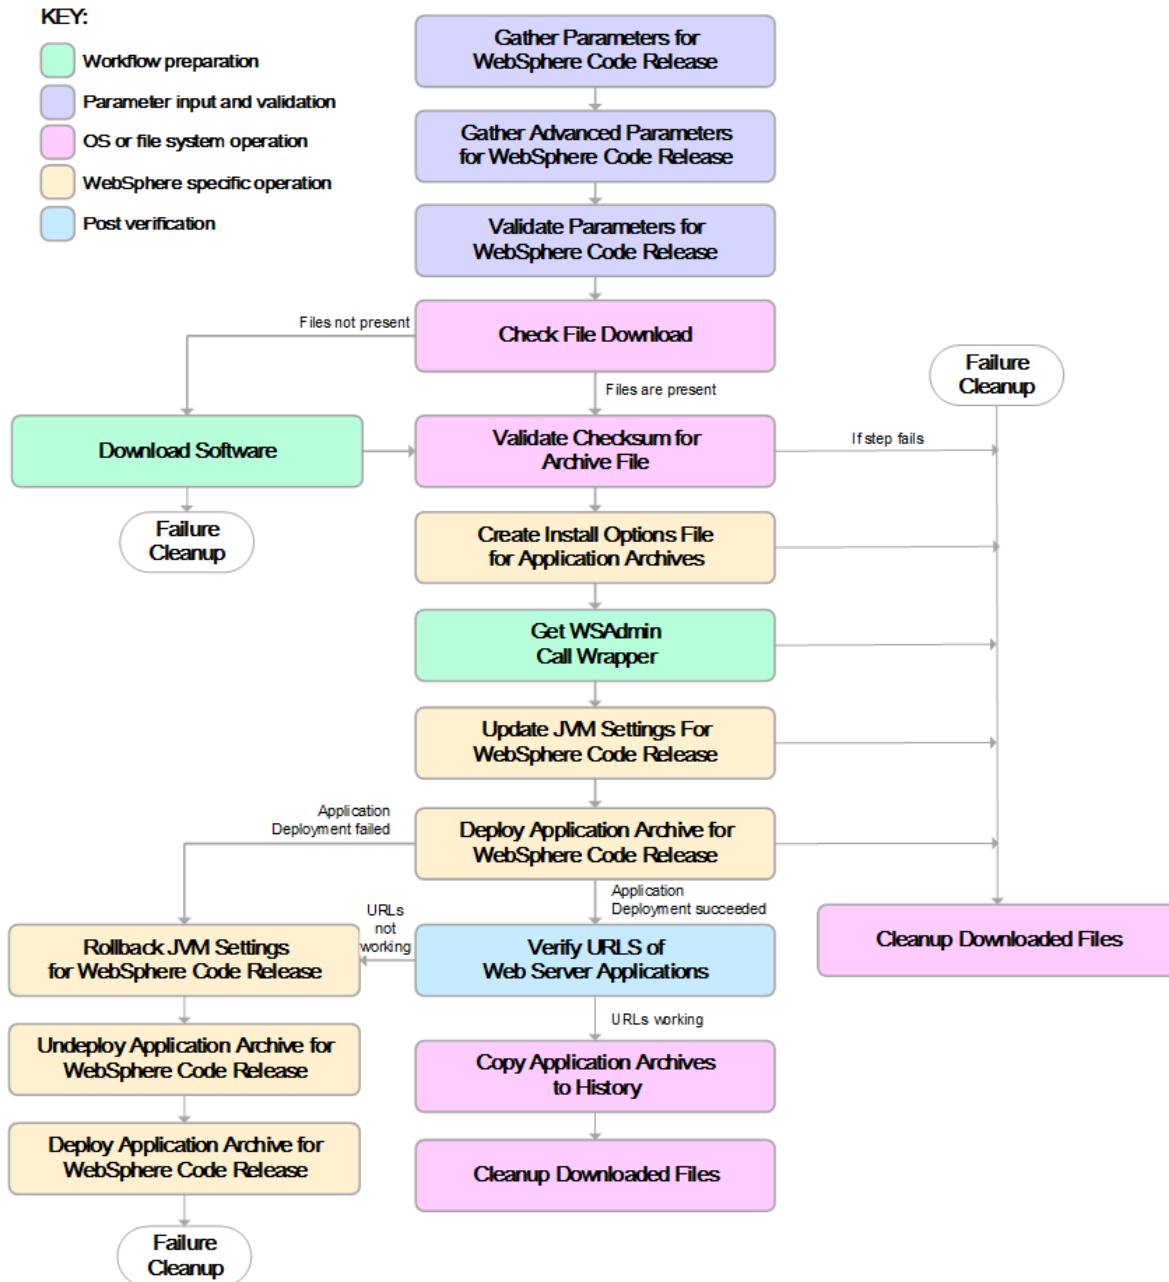 KEY:
Workflow preparation
Parameter input and validation
OS or file system operation
WebSphere specific operation
Post verification
Gather Parameters for
WebSphere Code Release
Gather Advanced Parameters
for WebSphere Code Release
Validate Parameters for
WebSphere Code Release
Files not present
Check File Download
Files are present
Failure
Cleanup
Download Software
Validate Checksum for
Archive File
If step fails
Failure
Cleanup
Create Install Options File
for Application Archives
Get WSAdmin
Call Wrapper
Update JVM Settings For
WebSphere Code Release
Application
Deployment failed
Deploy Application Archive for
WebSphere Code Release
Application
Deployment succeeded
URLs
not
working
Rollback JVM Settings
for WebSphere Code Release
Verify URLS of
Web Server Applications
Cleanup Downloaded Files
URLs working
Undeploy Application Archive for
WebSphere Code Release
Copy Application Archives
to History
Deploy Application Archive for
WebSphere Code Release
Cleanup Downloaded Files
Failure
Cleanup